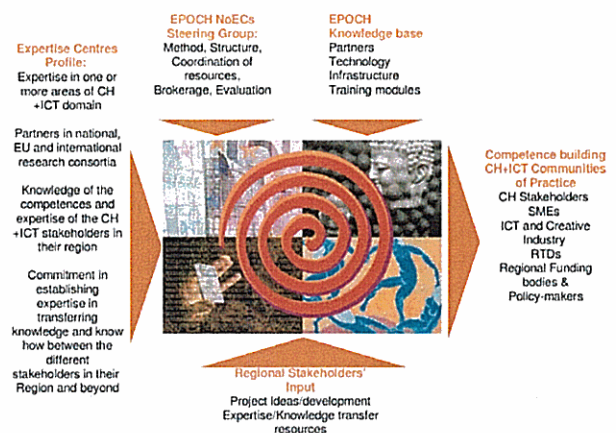 Expertise Centres
Profile:
Expertise in one or
more areas of CH
+ICT domain
Partners in national,
EU and international
research consortia
Knowledge of the
competences and
expertise of the CH
+ICT stakeholders in
their region
Commitment in
establishing
expertise in
transferring
knowledge and know
how between the
different
stakeholders in their
Region and beyond
EPOCH NoECs
Steering Group:
Method, Structure,
Coordination of
resources,
Brokerage, Evaluation
EPOCH
Knowledge base
Partners
Technology
Infrastructure
Training modules
Competence building
CH+ICT Communities
of Practice
CH Stakeholders
SMEs
ICT and Creative
Industry
RTDs
Regional Funding
bodies &
Policy-makers
Regional Stakeholders'
Input
Project Ideas/development
Expertise/Knowledge transfer
resources